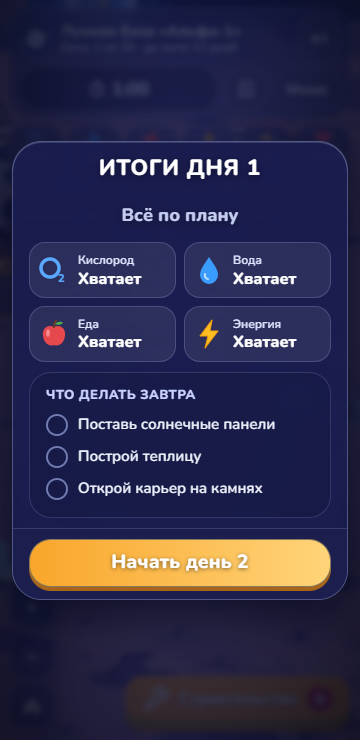 ИТОГИ ДНЯ 1
Всё по плану
Кислород
Хватает
Вода
Хватает
Еда
Хватает
Энергия
Хватает
ЧТО ДЕЛАТЬ ЗАВТРА
Поставь солнечные панели
Построй теплицу
Открой карьер на камнях
Начать день 2